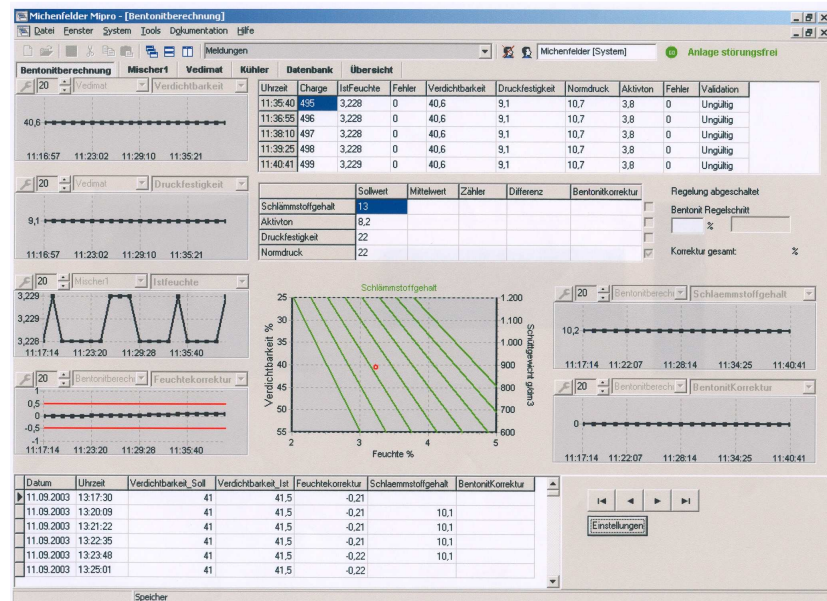 Michenfelder Mipro - [Bentonitberechnung]
Datei Fenster System Tools Dokumentation Hilfe
Meldungen Michenfelder [System] Anlage störungsfrei
Bentonitberechnung Mischer1 Vedimat Kühler Datenbank Übersicht
20 Vedimat Verdichtbarkeit
40,6
11:16:57 11:23:02 11:29:10 11:35:21
Uhrzeit Charge IstFeuchte Fehler Verdichtbarkeit Druckfestigkeit Normdruck Aktivton Fehler Validation
11:35:40 495 3,228 0 40,6 9,1 10,7 3,8 0 Ungültig
11:36:55 496 3,228 0 40,6 9,1 10,7 3,8 0 Ungültig
11:38:10 497 3,228 0 40,6 9,1 10,7 3,8 0 Ungültig
11:39:25 498 3,228 0 40,6 9,1 10,7 3,8 0 Ungültig
11:40:41 499 3,229 0 40,6 9,1 10,7 3,8 0 Ungültig
20 Vedimat Druckfestigkeit
9,1
11:16:57 11:23:02 11:29:10 11:35:21
Sollwert Mittelwert Zähler Differenz Bentonitkorrektur
Schlämmstoffgehalt 13
Aktivton 8,2
Druckfestigkeit 22
Normdruck 22
Regelung abgeschaltet
Bentonit Regelschritt
%
Korrektur gesamt: %
20 Mischer1 Istfeuchte
3,229
3,229
3,228
11:17:14 11:23:20 11:29:28 11:35:40
20 Bentonitberech Feuchtekorrektur
1
0,5
0
-0,5
-1
11:17:14 11:23:20 11:29:28 11:35:40
Schlämmstoffgehalt
Verdichtbarkeit %
25
30
35
40
45
50
55
2 3 4 5
Feuchte %
1.200
1.100
1.000
900
800
700
600
Schüttgewicht g/dm3
20 Bentonitberech Schlaemmstoffgehalt
10,2
11:17:14 11:22:07 11:28:14 11:34:25 11:40:41
20 Bentonitberech BentonitKorrektur
0
11:17:14 11:22:07 11:28:14 11:34:25 11:40:41
Datum Uhrzeit Verdichtbarkeit_Soll Verdichtbarkeit_Ist Feuchtekorrektur Schlaemmstoffgehalt BentonitKorrektur
11.09.2003 13:17:30 41 41,5 -0,21
11.09.2003 13:20:09 41 41,5 -0,21 10,1
11.09.2003 13:21:22 41 41,5 -0,21 10,1
11.09.2003 13:22:35 41 41,5 -0,21 10,1
11.09.2003 13:23:48 41 41,5 -0,22 10,1
11.09.2003 13:25:01 41 41,5 -0,22
Einstellungen
Speicher